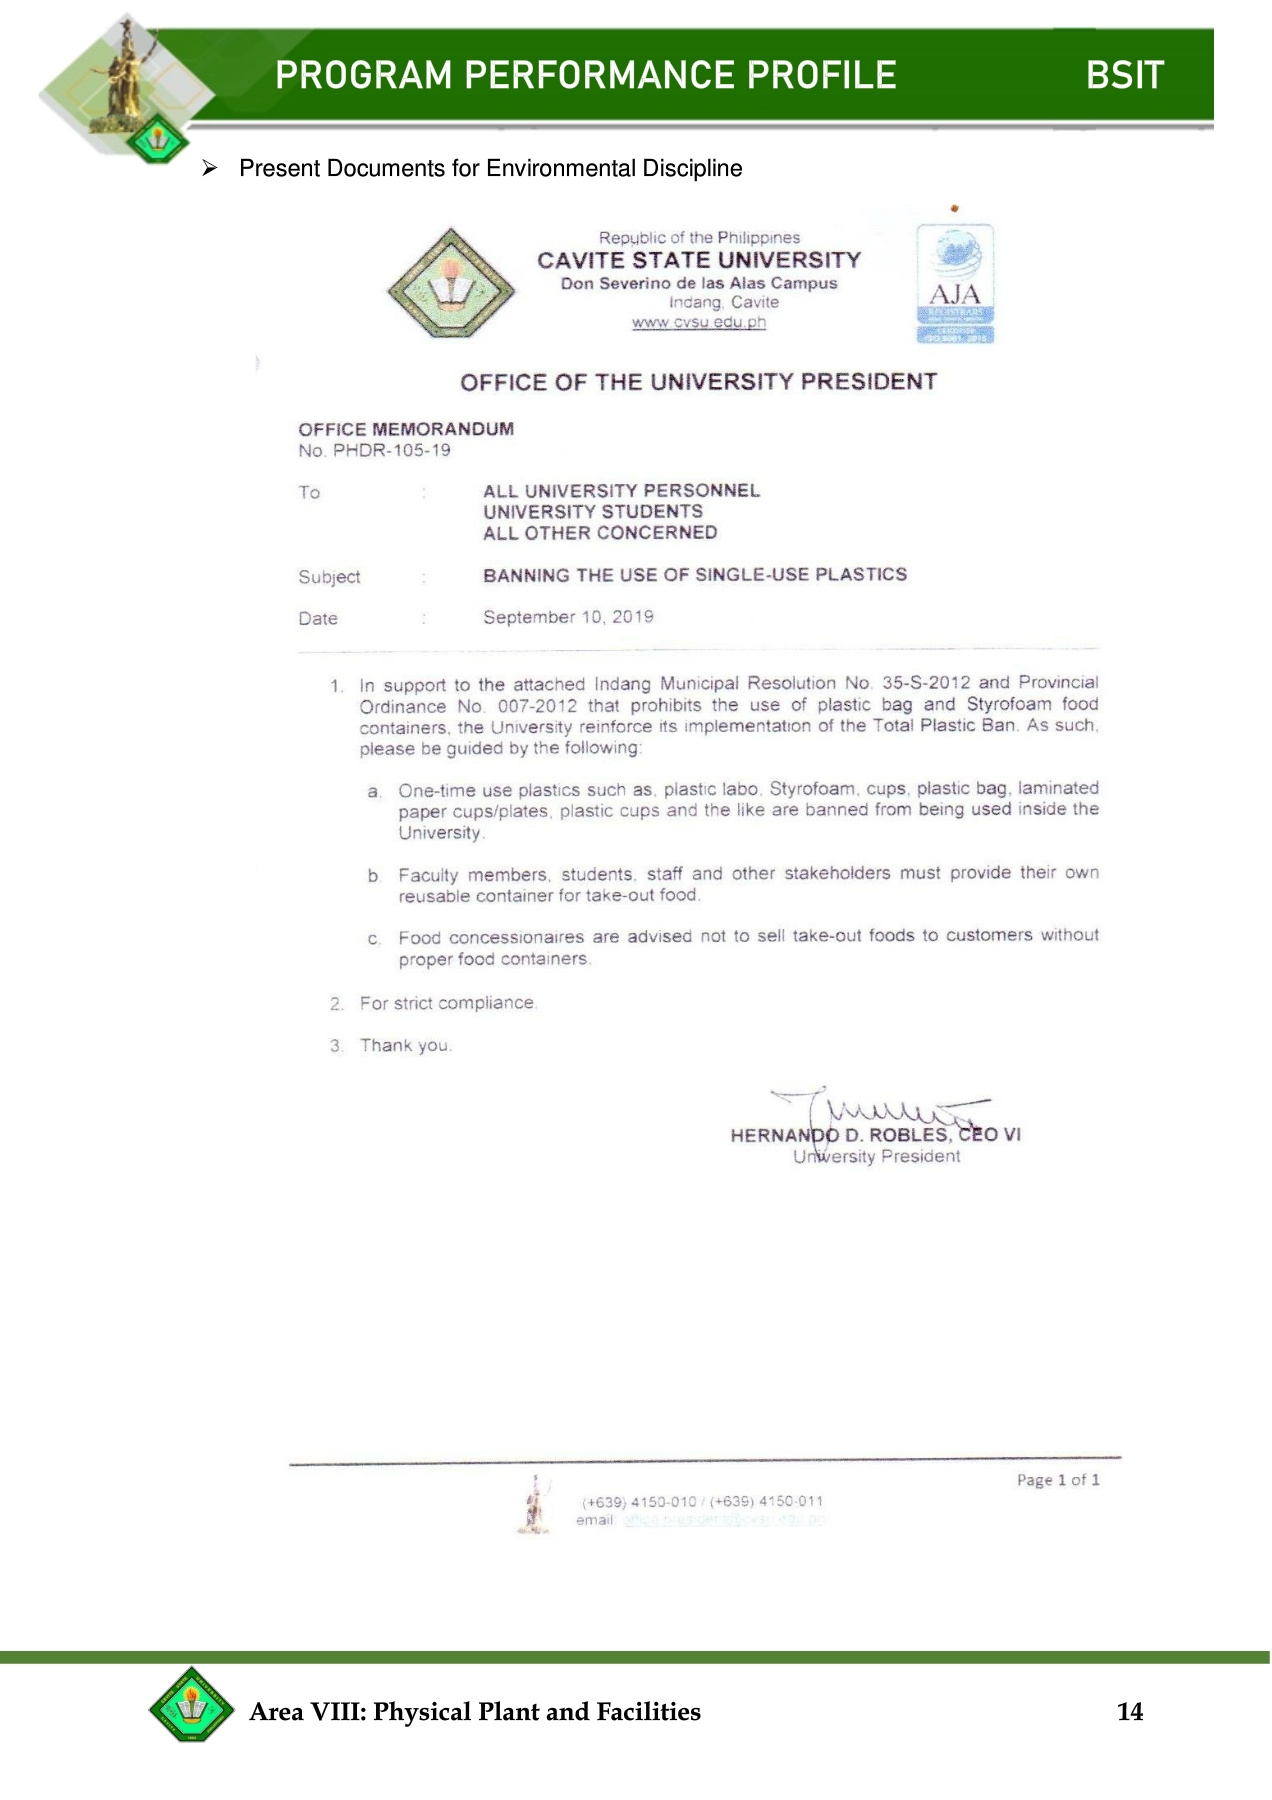 PROGRAM PERFORMANCE PROFILE BSIT
➢ Present Documents for Environmental Discipline
Republic of the Philippines
CAVITE STATE UNIVERSITY
Don Severino de las Alas Campus
Indang, Cavite
www.cvsu.edu.ph
AJA
REGISTRARS
CERTIFIED
ISO 9001: 2015
OFFICE OF THE UNIVERSITY PRESIDENT
OFFICE MEMORANDUM
No. PHDR-105-19
To : ALL UNIVERSITY PERSONNEL
UNIVERSITY STUDENTS
ALL OTHER CONCERNED
Subject : BANNING THE USE OF SINGLE-USE PLASTICS
Date : September 10, 2019
1. In support to the attached Indang Municipal Resolution No. 35-S-2012 and Provincial
Ordinance No. 007-2012 that prohibits the use of plastic bag and Styrofoam food
containers, the University reinforce its implementation of the Total Plastic Ban. As such,
please be guided by the following:
a. One-time use plastics such as, plastic labo, Styrofoam, cups, plastic bag, laminated
paper cups/plates, plastic cups and the like are banned from being used inside the
University.
b. Faculty members, students, staff and other stakeholders must provide their own
reusable container for take-out food.
c. Food concessionaires are advised not to sell take-out foods to customers without
proper food containers.
2. For strict compliance.
3. Thank you.
HERNANDO D. ROBLES, CEO VI
University President
Page 1 of 1
(+639) 4150-010 / (+639) 4150-011
email:
Area VIII: Physical Plant and Facilities 14